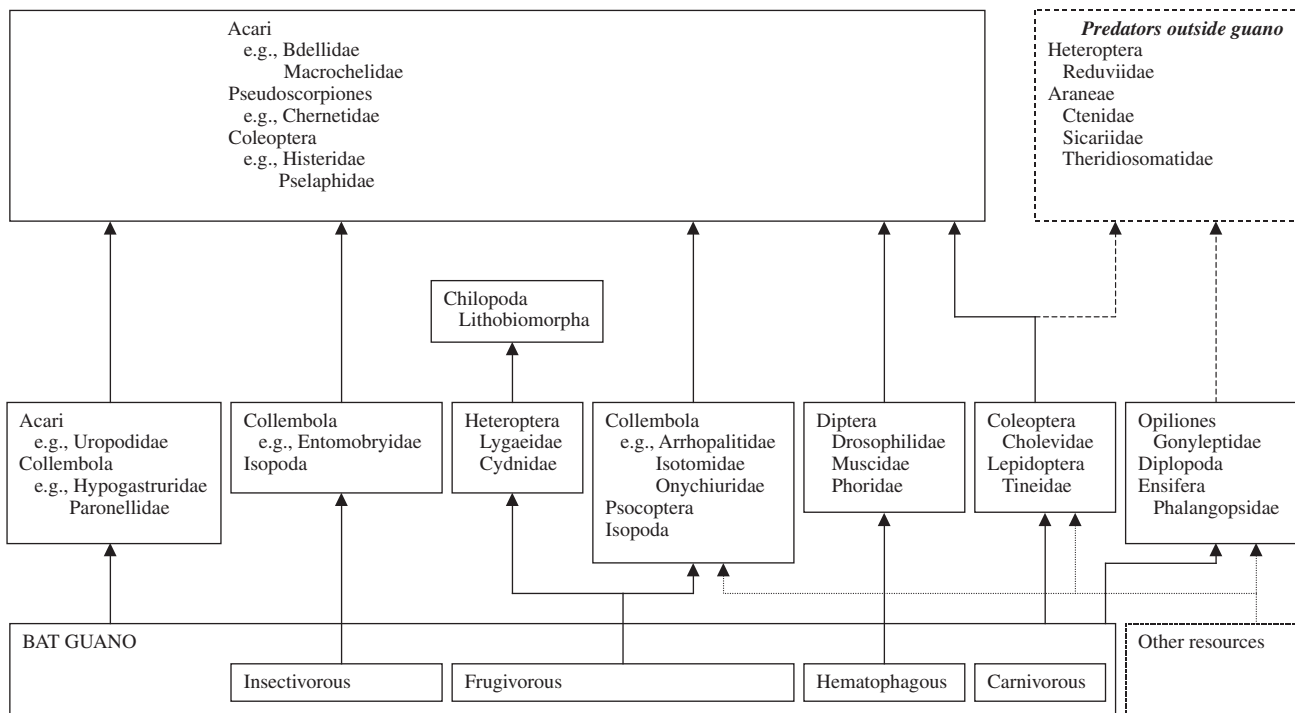 Acari
e.g., Bdellidae
Macrochelidae
Pseudoscorpiones
e.g., Chernetidae
Coleoptera
e.g., Histeridae
Pselaphidae
Predators outside guano
Heteroptera
Reduviidae
Araneae
Ctenidae
Sicariidae
Theridiosomatidae
Chilopoda
Lithobiomorpha
Acari
e.g., Uropodidae
Collembola
e.g., Hypogastruridae
Paronellidae
Collembola
e.g., Entomobryidae
Isopoda
Heteroptera
Lygaeidae
Cydnidae
Collembola
e.g., Arrhopalitidae
Isotomidae
Onychiuridae
Psocoptera
Isopoda
Diptera
Drosophilidae
Muscidae
Phoridae
Coleoptera
Cholevidae
Lepidoptera
Tineidae
Opiliones
Gonyleptidae
Diplopoda
Ensifera
Phalangopsidae
BAT GUANO
Insectivorous
Frugivorous
Hematophagous
Carnivorous
Other resources